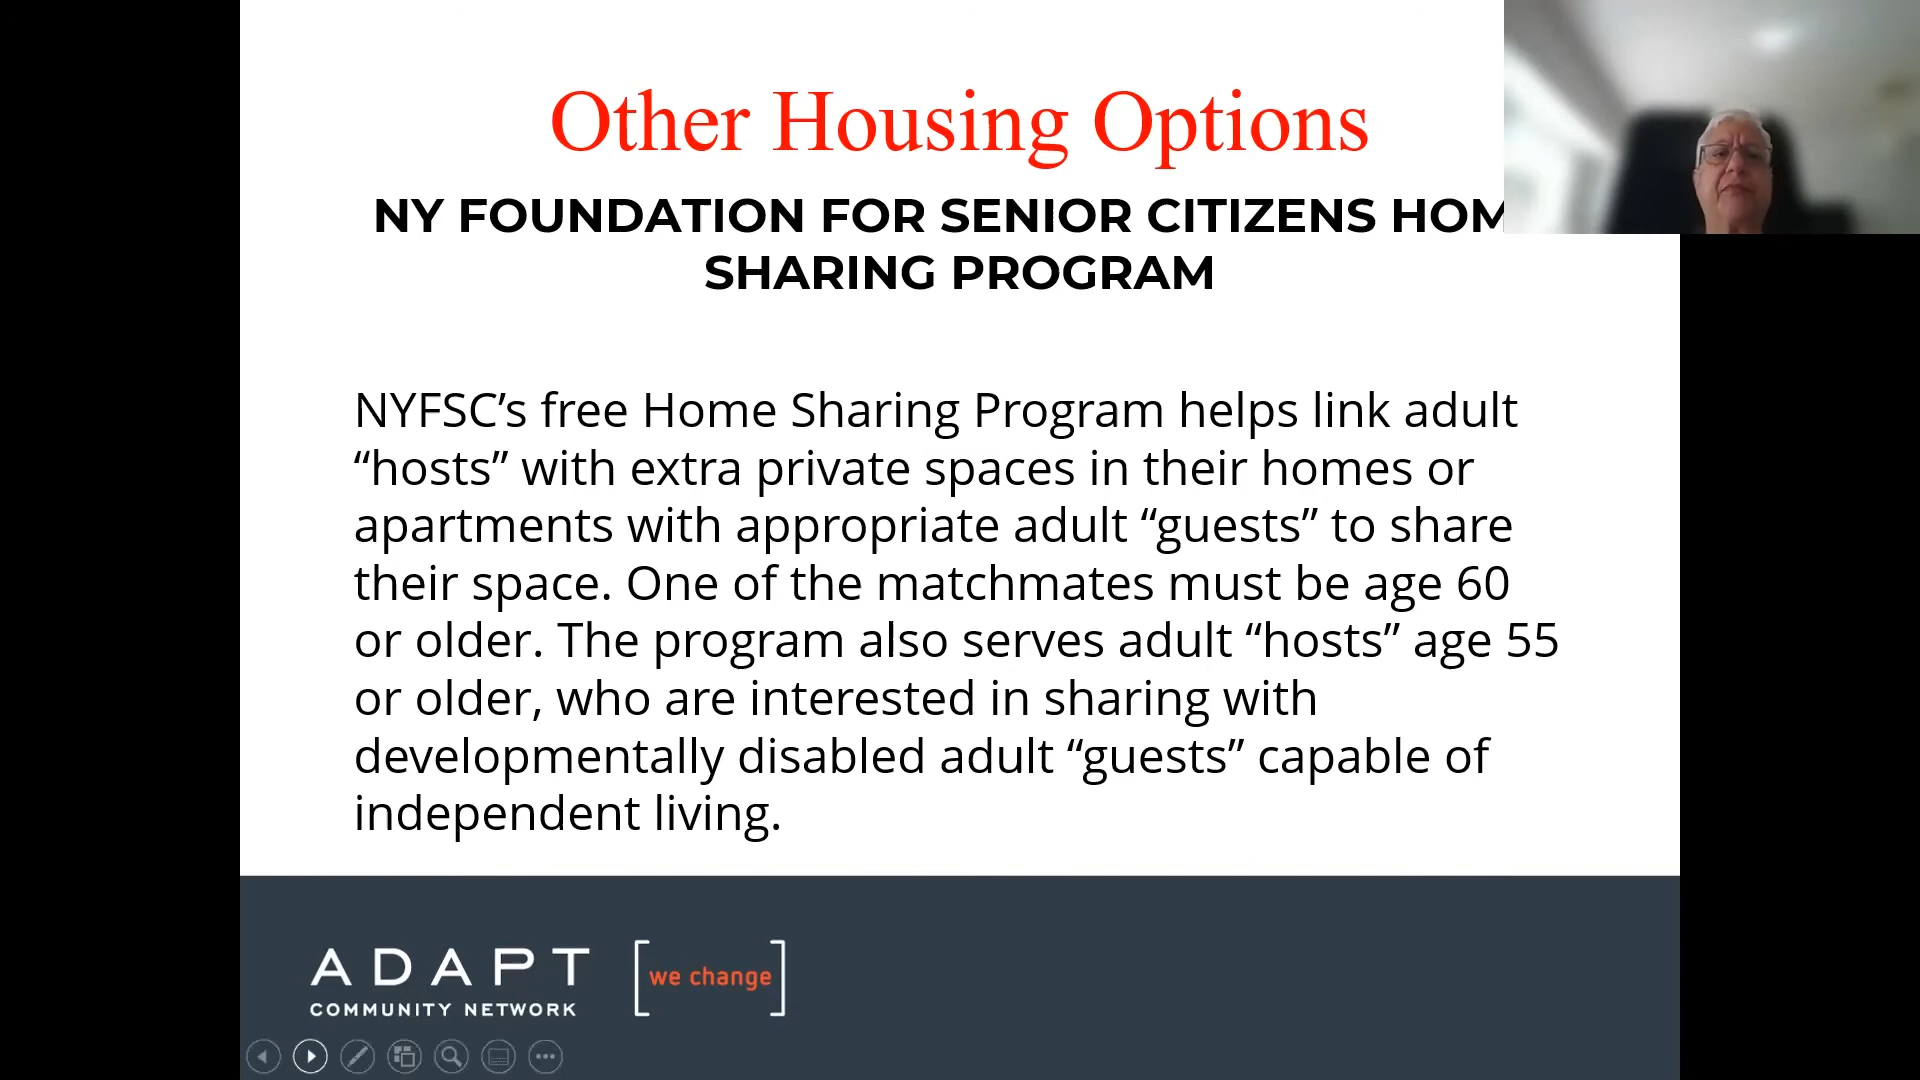 Other Housing Options
NY FOUNDATION FOR SENIOR CITIZENS HOM
SHARING PROGRAM
NYFSC’s free Home Sharing Program helps link adult
“hosts” with extra private spaces in their homes or
apartments with appropriate adult “guests” to share
their space. One of the matchmates must be age 60
or older. The program also serves adult “hosts” age 55
or older, who are interested in sharing with
developmentally disabled adult “guests” capable of
independent living.
ADAPT
COMMUNITY NETWORK
[we change]